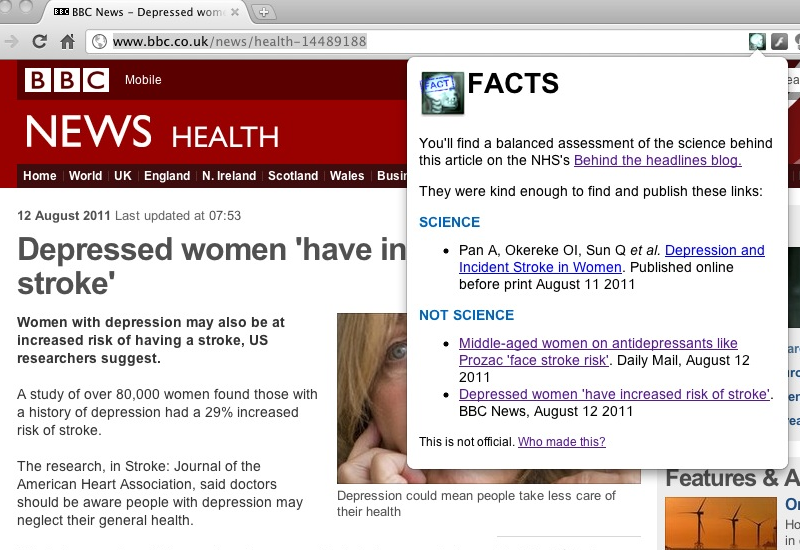 BBC News – Depressed wom
www.bbc.co.uk/news/health-14489188
BBC Mobile
NEWS HEALTH
Home World UK England N. Ireland Scotland Wales
12 August 2011 Last updated at 07:53
Depressed women 'have in
stroke'
Women with depression may also be at
increased risk of having a stroke, US
researchers suggest.
A study of over 80,000 women found those with
a history of depression had a 29% increased
risk of stroke.
The research, in Stroke: Journal of the
American Heart Association, said doctors
should be aware people with depression may
neglect their general health.
Depression could mean people take less care of
their health
FACT
FACTS
You'll find a balanced assessment of the science behind
this article on the NHS's Behind the headlines blog.
They were kind enough to find and publish these links:
SCIENCE
Pan A, Okereke OI, Sun Q et al. Depression and
Incident Stroke in Women. Published online
before print August 11 2011
NOT SCIENCE
Middle-aged women on antidepressants like
Prozac 'face stroke risk'. Daily Mail, August 12
2011
Depressed women 'have increased risk of stroke'.
BBC News, August 12 2011
This is not official. Who made this?
Features & A